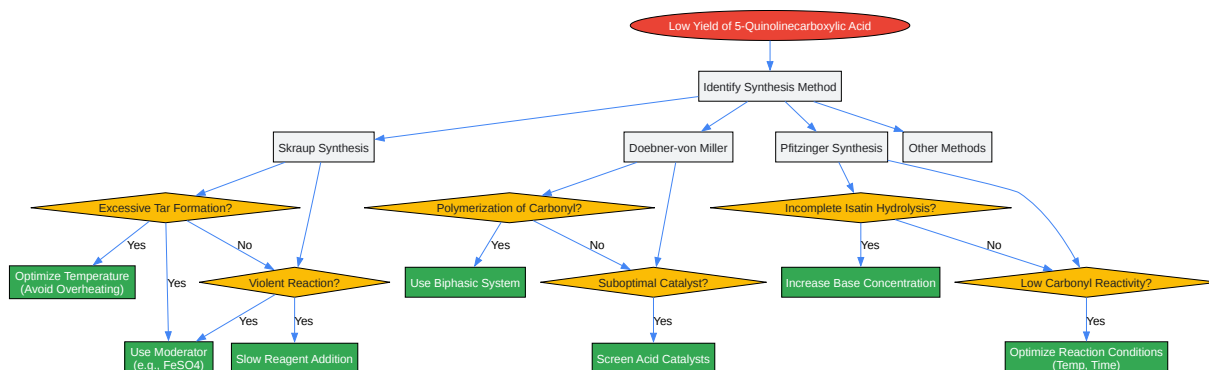 Low Yield of 5-Quinolinecarboxylic Acid
Identify Synthesis Method
Skraup Synthesis
Doebner-von Miller
Pfitzinger Synthesis
Other Methods
Excessive Tar Formation?
Polymerization of Carbonyl?
Incomplete Isatin Hydrolysis?
Yes
No
Yes
No
Yes
No
Optimize Temperature
(Avoid Overheating)
Yes
Violent Reaction?
Use Biphasic System
Suboptimal Catalyst?
Increase Base Concentration
Low Carbonyl Reactivity?
Yes
Yes
Yes
Yes
Use Moderator
(e.g., FeSO4)
Slow Reagent Addition
Screen Acid Catalysts
Optimize Reaction Conditions
(Temp, Time)